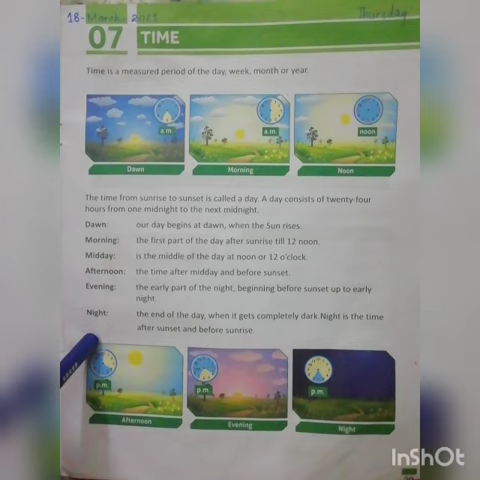 18-March 2021 Thursday
07 TIME
Time is a measured period of the day, week, month or year.
a.m. a.m. noon
Dawn Morning Noon
The time from sunrise to sunset is called a day. A day consists of twenty-four
hours from one midnight to the next midnight.
Dawn: our day begins at dawn, when the Sun rises.
Morning: the first part of the day after sunrise till 12 noon.
Midday: is the middle of the day at noon or 12 o'clock.
Afternoon: the time after midday and before sunset.
Evening: the early part of the night, beginning before sunset up to early
night.
Night: the end of the day, when it gets completely dark.Night is the time
after sunset and before sunrise.
p.m. p.m. p.m.
Afternoon Evening Night
InShOt